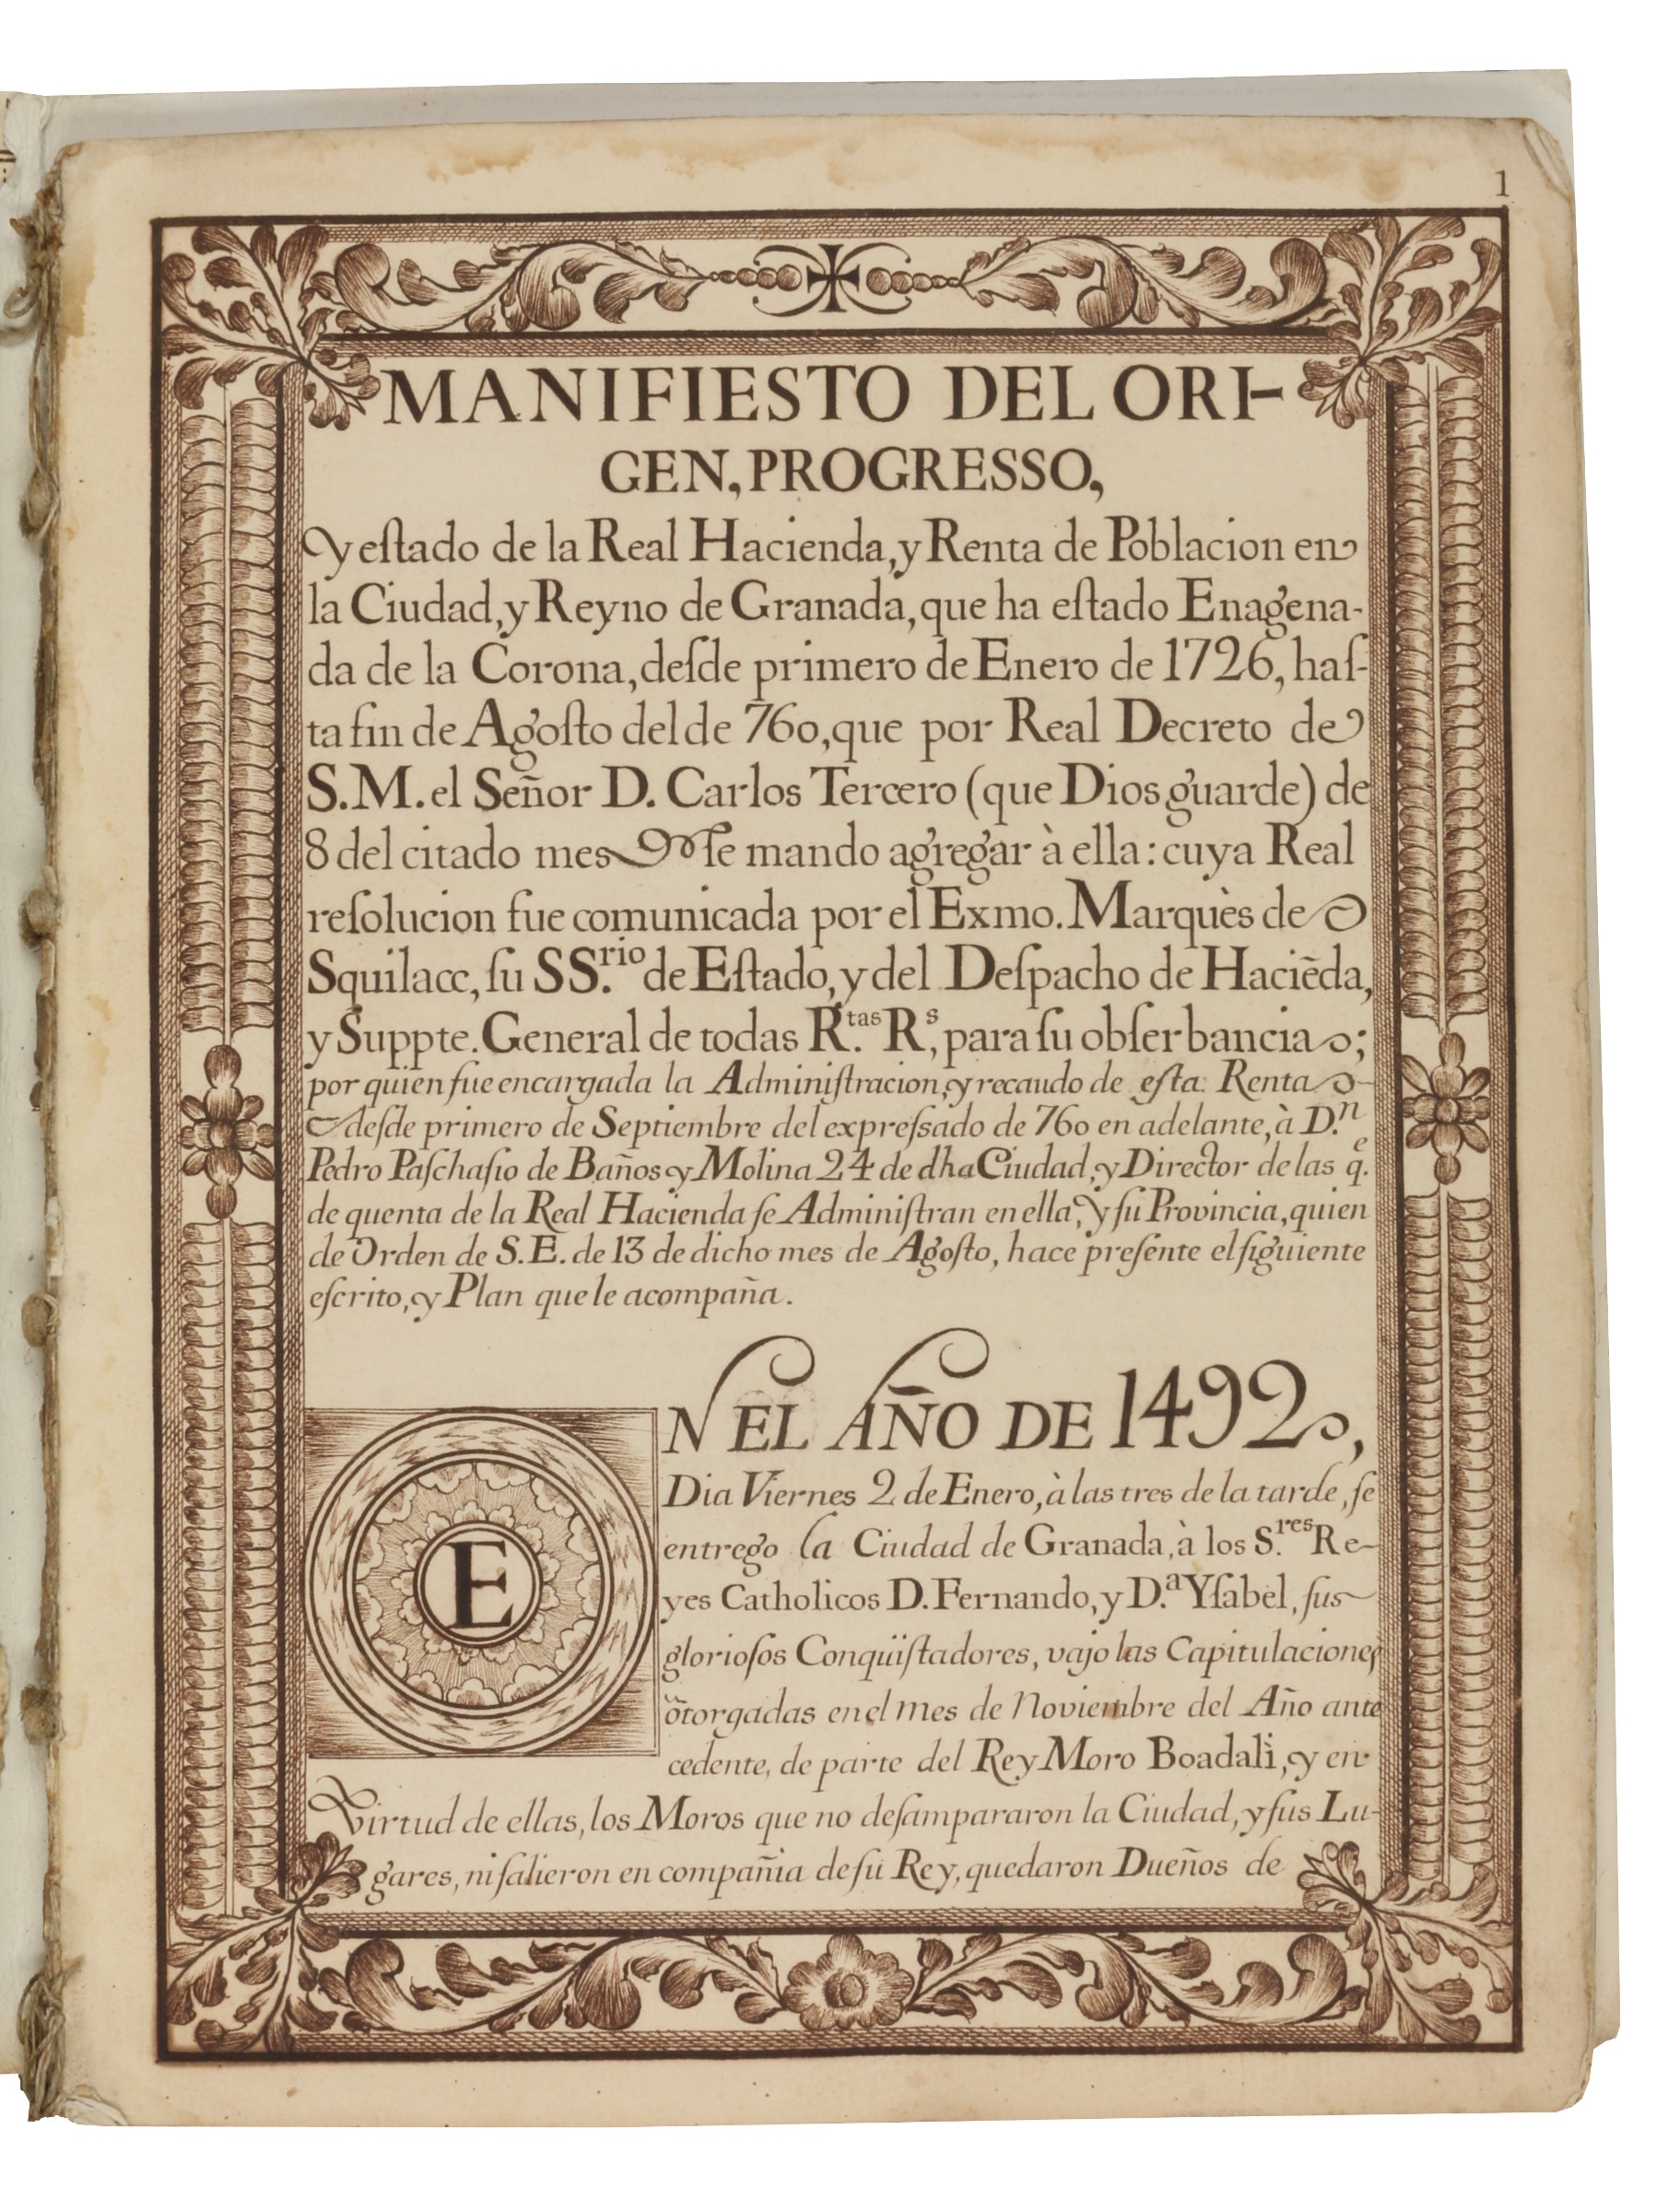 1
MANIFIESTO DEL ORI-
GEN, PROGRESSO,
Y eſtado de la Real Hacienda, y Renta de Poblacion en
la Ciudad, y Reyno de Granada, que ha eſtado Enagena-
da de la Corona, deſde primero de Enero de 1726, haſ-
ta fin de Agoſto del de 760, que por Real Decreto de
S.M. el Señor D. Carlos Tercero (que Dios guarde) de
8 del citado mes ſe mando agregar à ella: cuya Real
reſolucion fue comunicada por el Exmo. Marquès de
Squilacc, ſu SS.rio de Eſtado, y del Deſpacho de Haciēda,
y Suppte. General de todas R.tas R.s, para ſu obſerbancia;
por quien fue encargada la Adminiſtracion, y recaudo de eſta Renta
deſde primero de Septiembre del expreſsado de 760 en adelante, à D.n
Pedro Paſchaſio de Baños y Molina 24 de dha Ciudad, y Director de las q.e
de quenta de la Real Hacienda ſe Adminiſtran en ella, y ſu Provincia, quien
de Orden de S.E. de 13 de dicho mes de Agoſto, hace preſente el ſiguiente
eſcrito, y Plan que le acompaña.
EN EL AÑO DE 1492,
Dia Viernes 2 de Enero, à las tres de la tarde, ſe
entrego la Ciudad de Granada, à los S.res Re-
yes Catholicos D. Fernando, y D.a Yſabel, ſus
glorioſos Conqüiſtadores, vajo las Capitulaciones
õtorgadas en el mes de Noviembre del Año ante
cedente, de parte del Rey Moro Boadali, y en
Virtud de ellas, los Moros que no deſampararon la Ciudad, y ſus Lu-
gares, ni ſalieron en compañia de ſu Rey, quedaron Dueños de